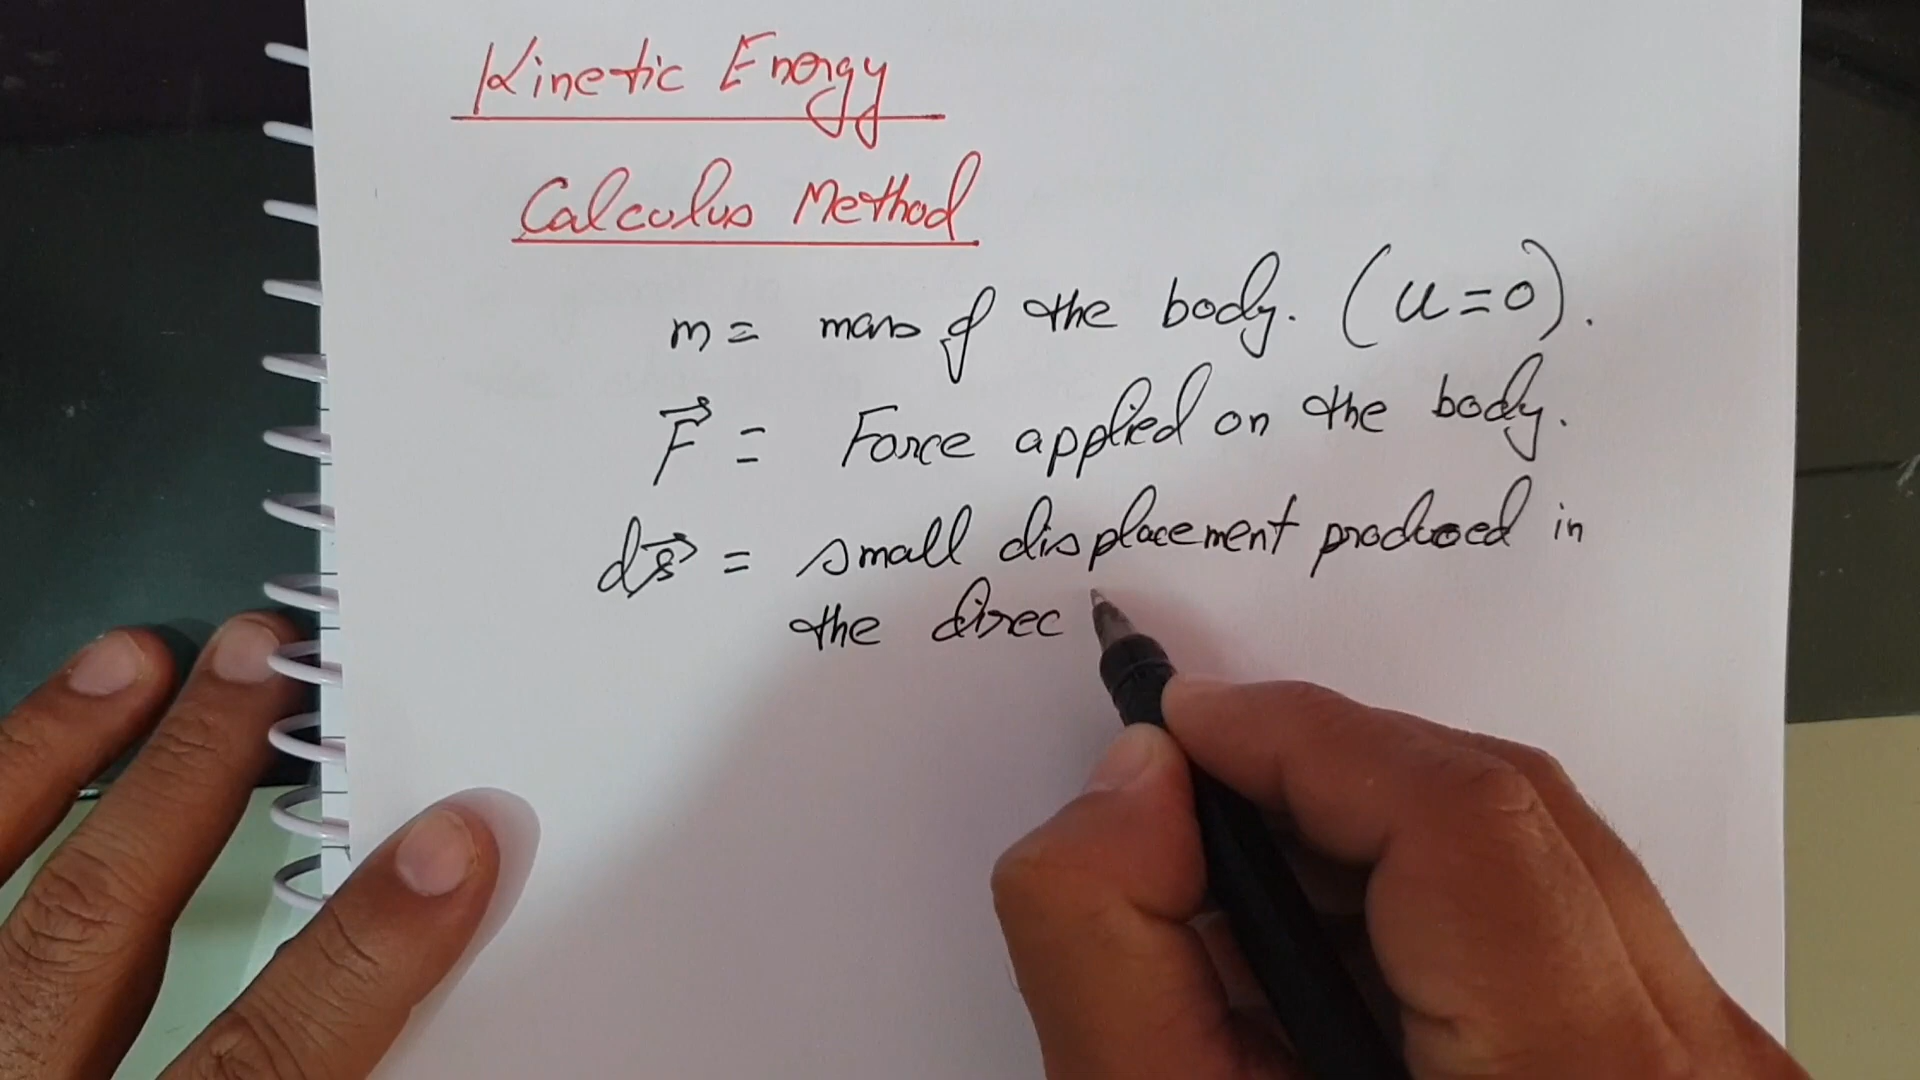 Kinetic Energy
Calculus Method
m = mass of the body. (u=0).
F⃗ = Force applied on the body.
ds⃗ = small displacement produced in
the direc